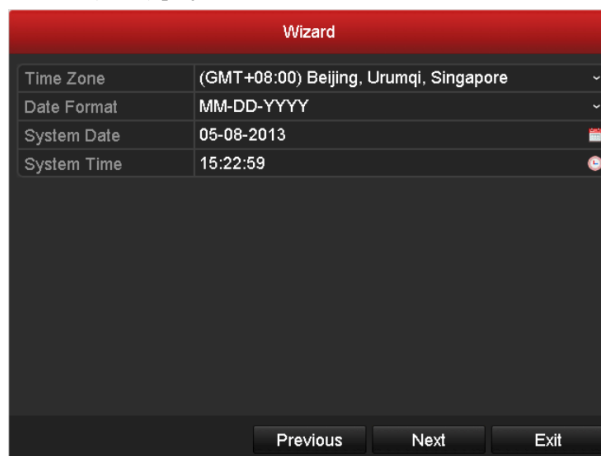 Wizard
Time Zone (GMT+08:00) Beijing, Urumqi, Singapore
Date Format MM-DD-YYYY
System Date 05-08-2013
System Time 15:22:59
Previous Next Exit